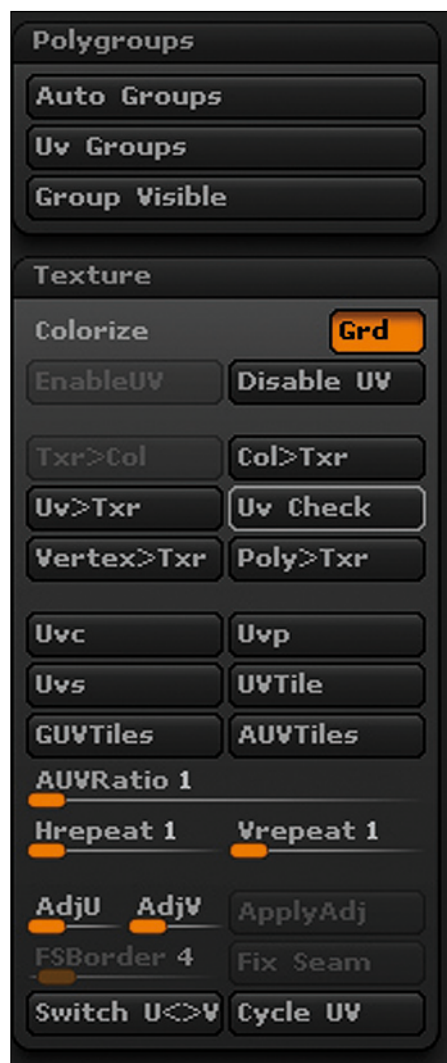 Polygroups
Auto Groups
Uv Groups
Group Visible
Texture
Colorize Grd
EnableUV Disable UV
Txr>Col Col>Txr
Uv>Txr Uv Check
Vertex>Txr Poly>Txr
Uvc Uvp
Uvs UVTile
GUVTiles AUVTiles
AUVRatio 1
Hrepeat 1 Vrepeat 1
AdjU AdjV ApplyAdj
FSBorder 4 Fix Seam
Switch U<>V Cycle UV